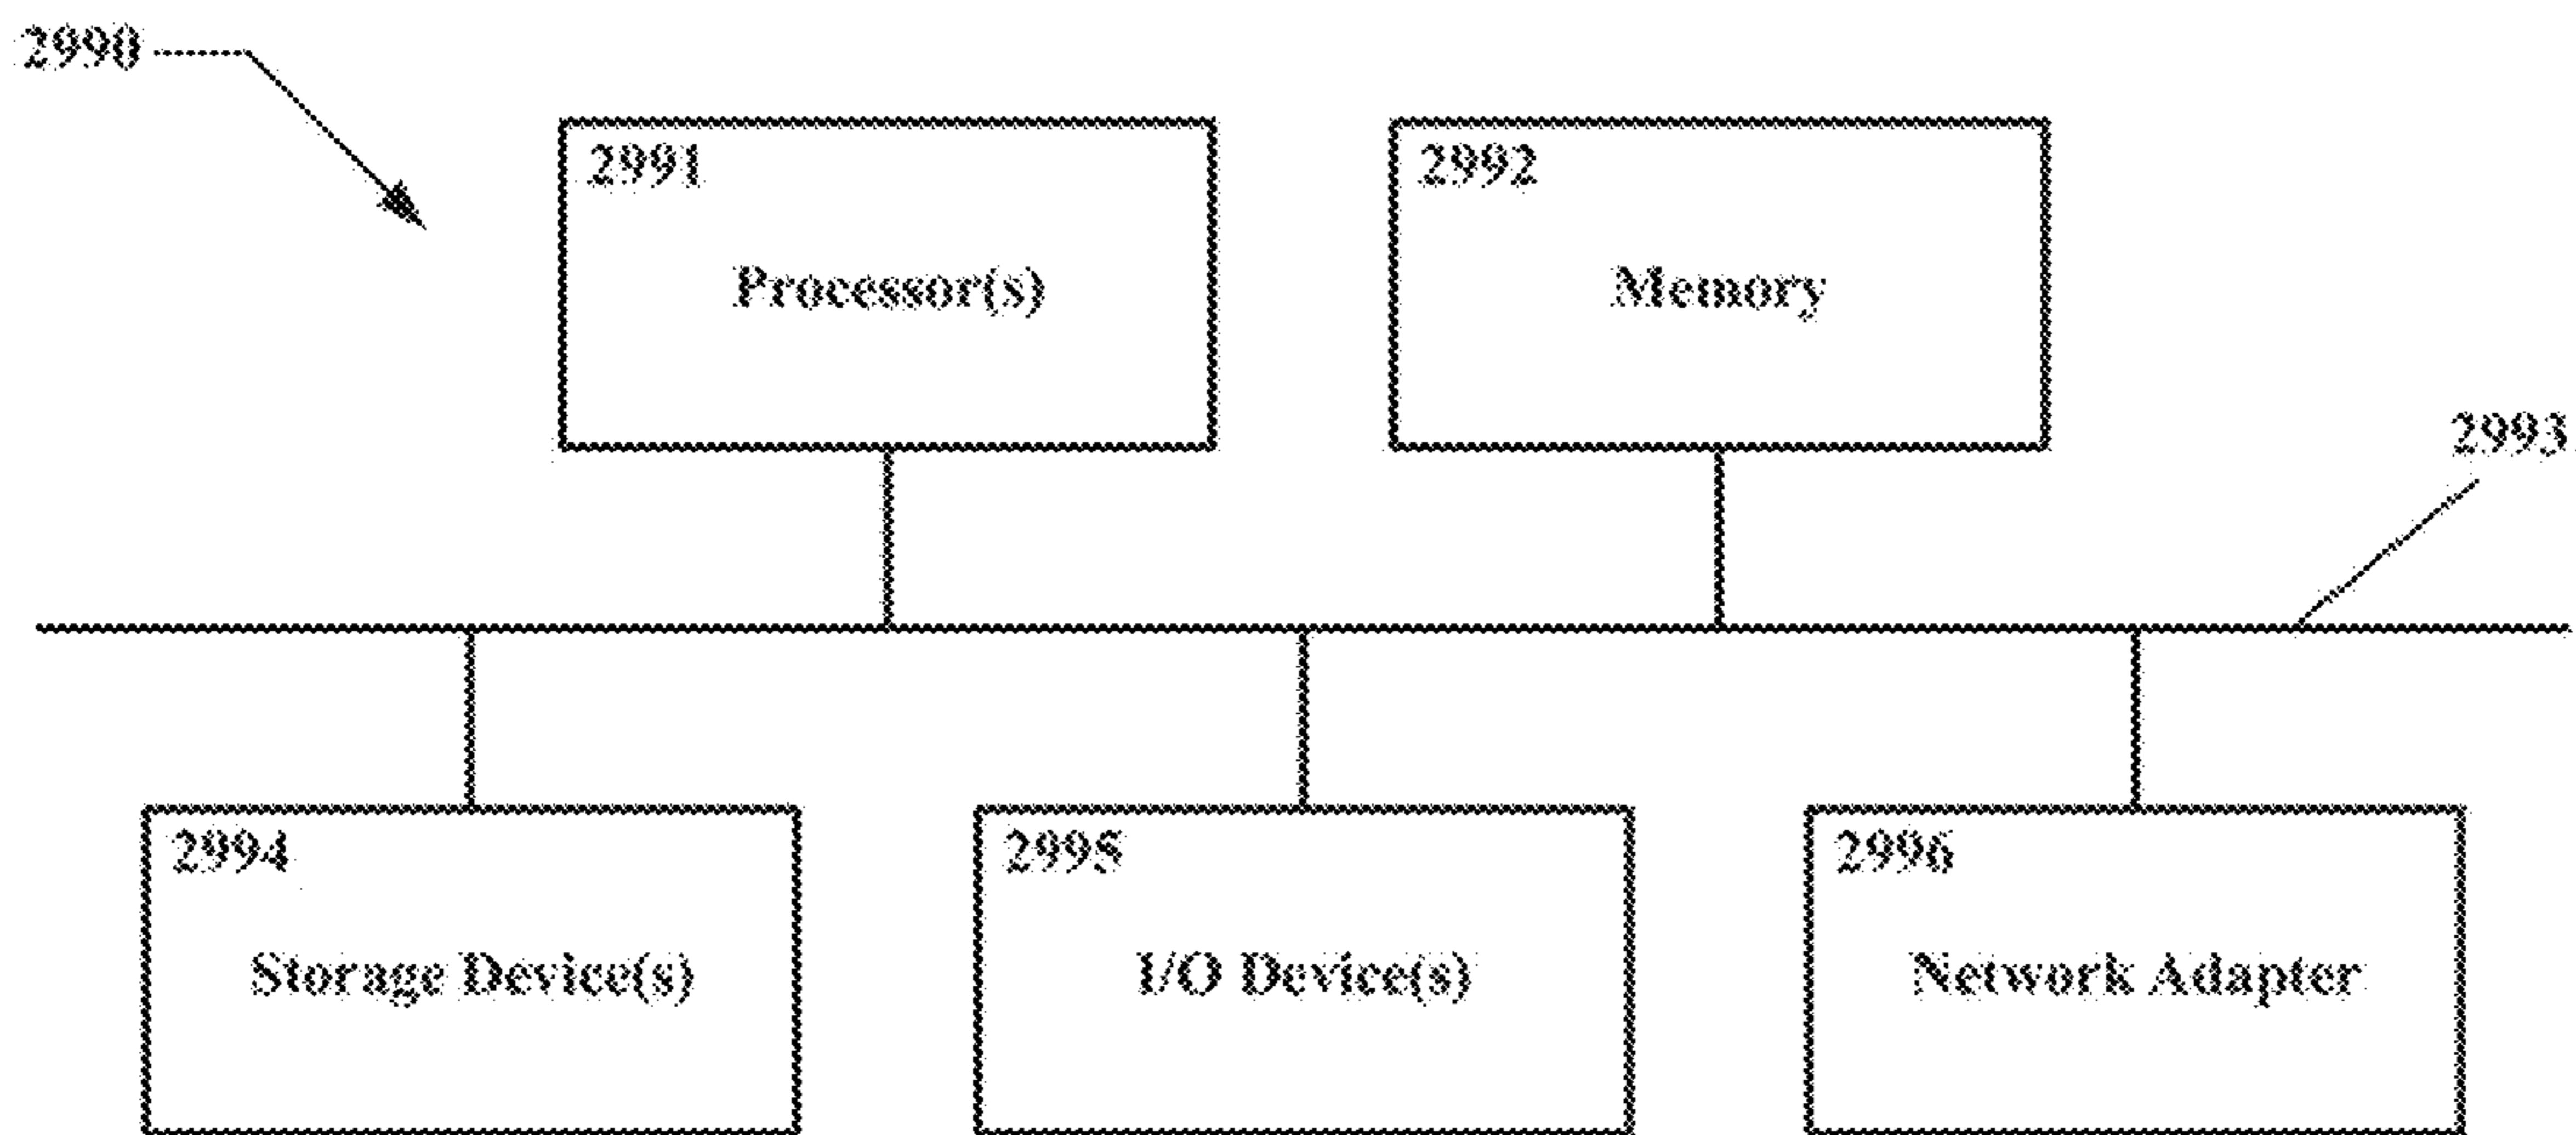 2990
2991
Processor(s)
2992
Memory
2993
2994
Storage Device(s)
2995
I/O Device(s)
2996
Network Adapter